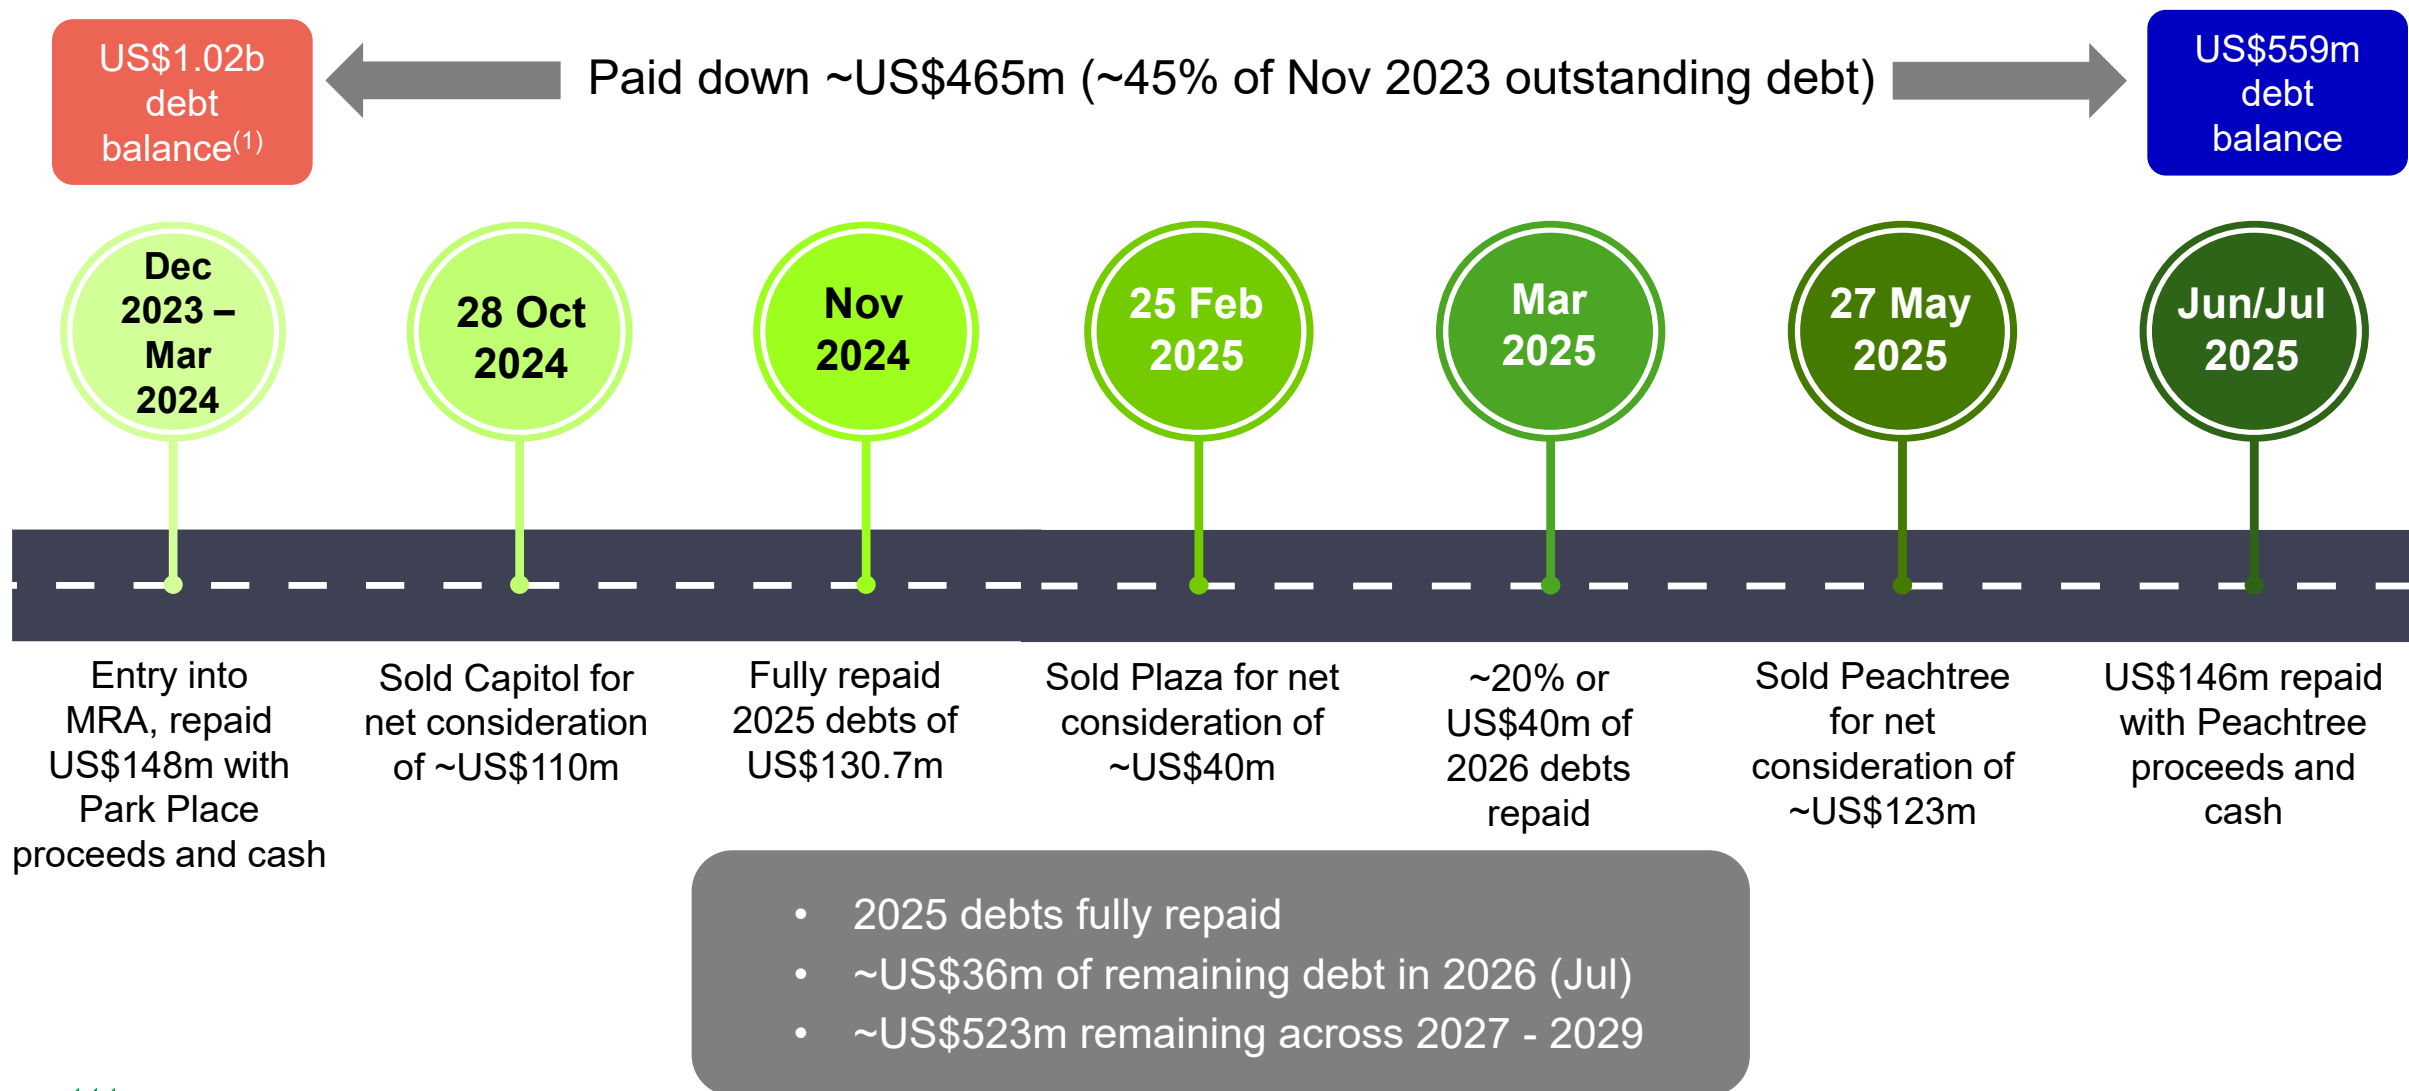 US$1.02b
debt
balance(1)
Paid down ~US$465m (~45% of Nov 2023 outstanding debt)
US$559m
debt
balance
Dec
2023 –
Mar
2024
28 Oct
2024
Nov
2024
25 Feb
2025
Mar
2025
27 May
2025
Jun/Jul
2025
Entry into
MRA, repaid
US$148m with
Park Place
proceeds and cash
Sold Capitol for
net consideration
of ~US$110m
Fully repaid
2025 debts of
US$130.7m
Sold Plaza for net
consideration of
~US$40m
~20% or
US$40m of
2026 debts
repaid
Sold Peachtree
for net
consideration of
~US$123m
US$146m repaid
with Peachtree
proceeds and
cash
• 2025 debts fully repaid
• ~US$36m of remaining debt in 2026 (Jul)
• ~US$523m remaining across 2027 - 2029